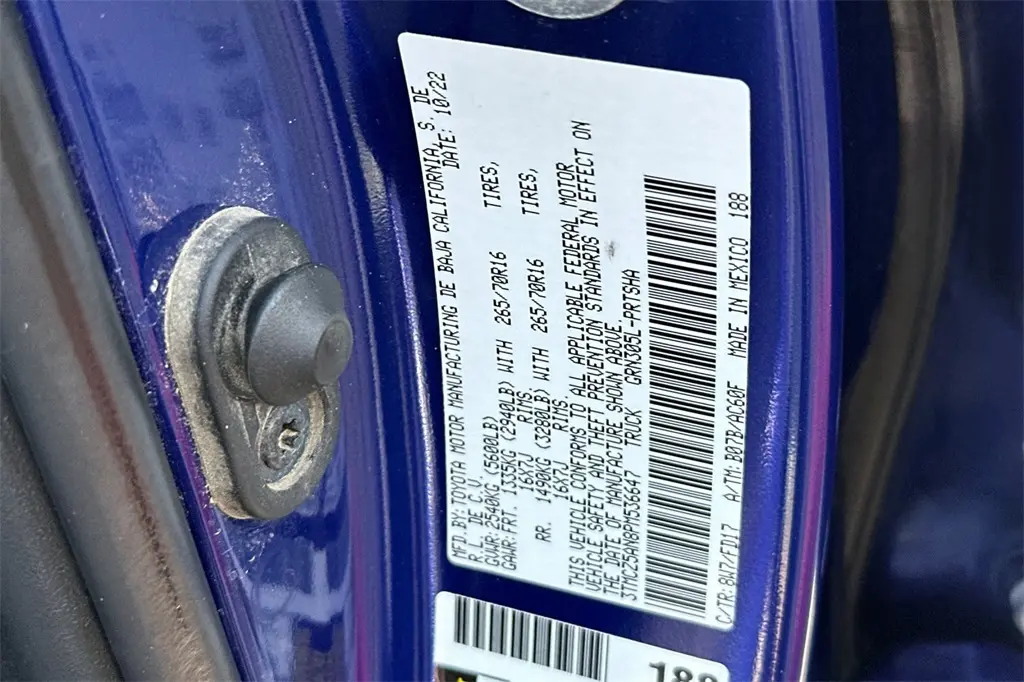 MFD.BY:TOYOTA MOTOR MANUFACTURING DE BAJA CALIFORNIA, S. DE
R.L. DE C.V. DATE: 10/22
GVWR:2540KG (5600LB)
GAWR:FRT. 1335KG (2940LB) WITH 265/70R16 TIRES,
16X7J RIMS.
RR. 1490KG (3280LB) WITH 265/70R16 TIRES,
16X7J RIMS.
THIS VEHICLE CONFORMS TO ALL APPLICABLE FEDERAL MOTOR
VEHICLE SAFETY AND THEFT PREVENTION STANDARDS IN EFFECT ON
THE DATE OF MANUFACTURE SHOWN ABOVE.
3TMCZ5AN8PM536647 TRUCK GRN305L-PRTSHA
C/TR:8W7/FD17 A/TM:B07B/AC60F MADE IN MEXICO 188
188